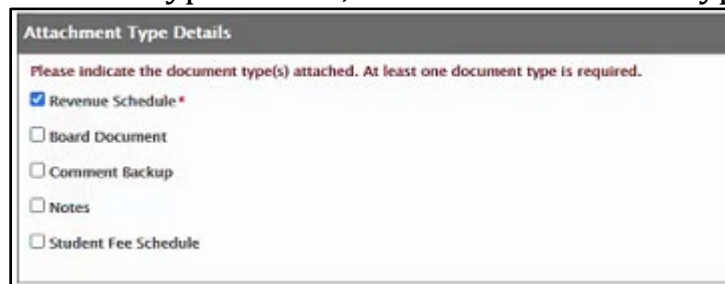 Attachment Type Details
Please indicate the document type(s) attached. At least one document type is required.
Revenue Schedule*
Board Document
Comment Backup
Notes
Student Fee Schedule